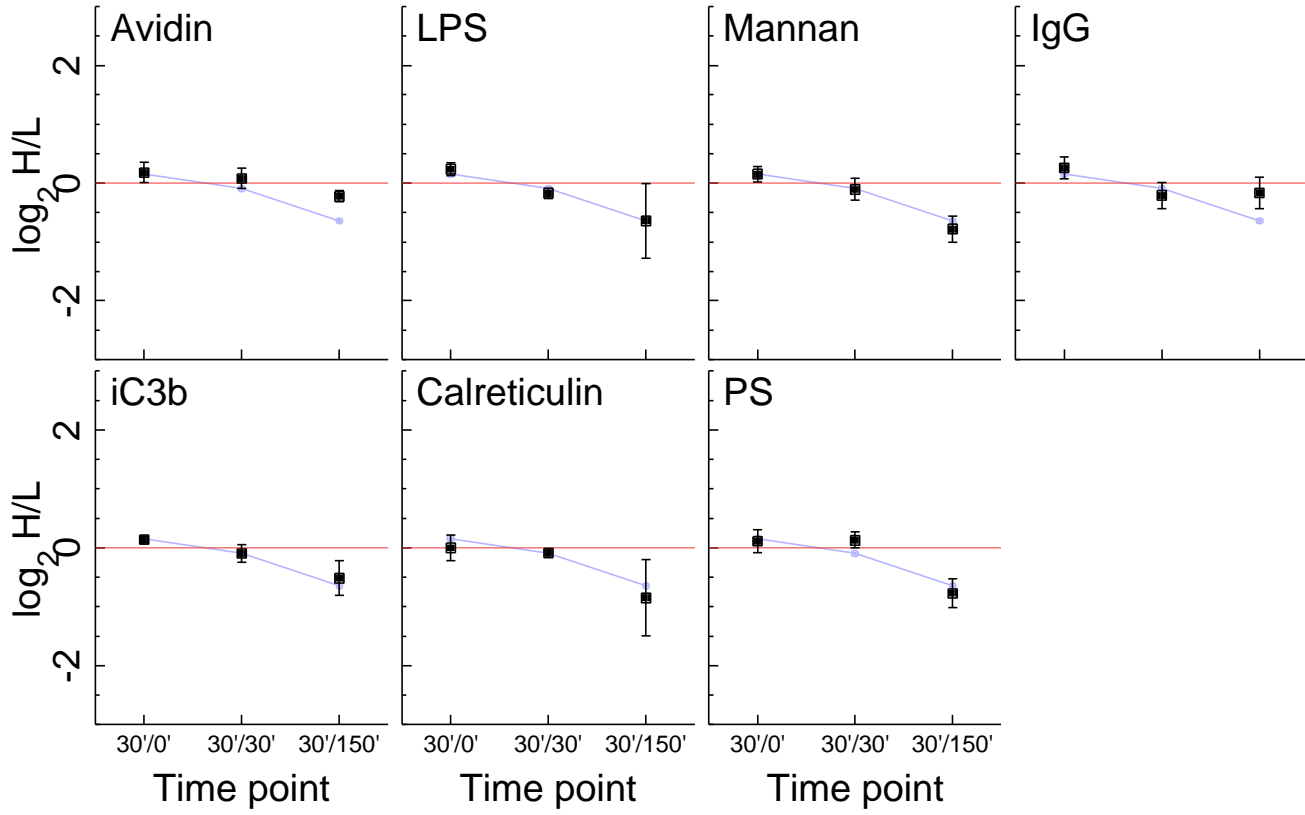 Avidin LPS Mannan IgG
2
0
-2
log2 H/L
iC3b Calreticulin PS
2
0
-2
log2 H/L
30'/0' 30'/30' 30'/150' 30'/0' 30'/30' 30'/150' 30'/0' 30'/30' 30'/150'
Time point Time point Time point